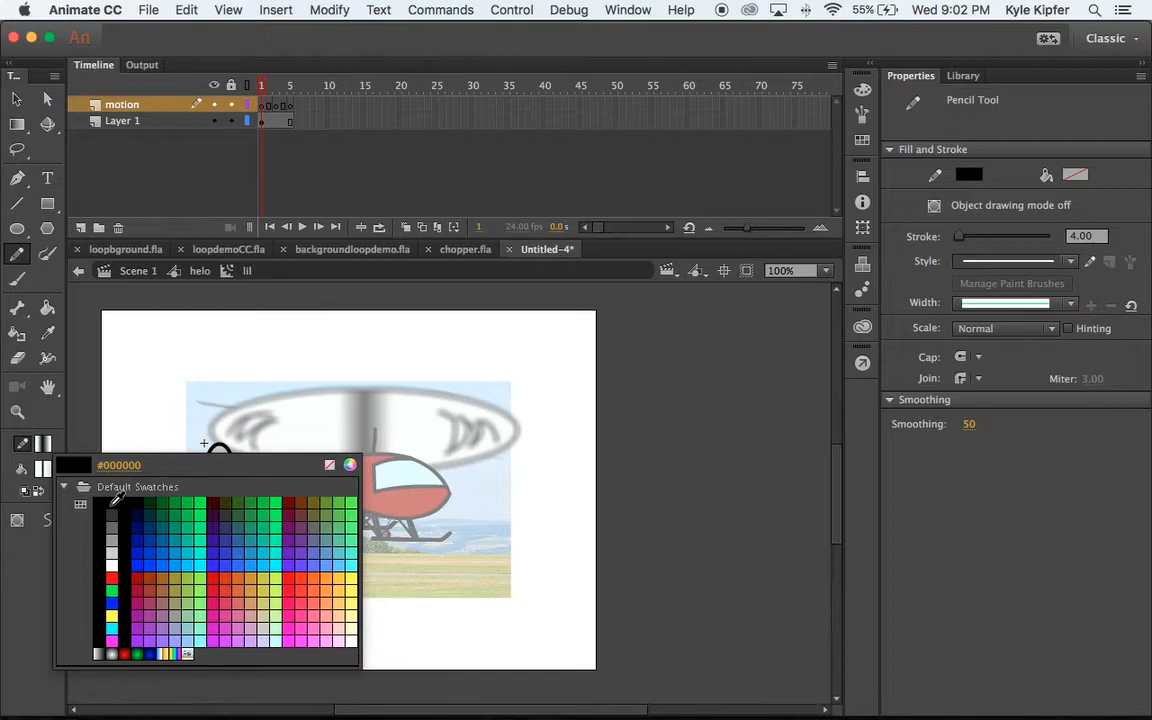 Animate CC File Edit View Insert Modify Text Commands Control Debug Window Help 55% Wed 9:02 PM Kyle Kipfer
An Classic
T... Timeline Output Properties Library
1 5 10 15 20 25 30 35 40 45 50 55 60 65 70 75
motion Pencil Tool
Layer 1
Fill and Stroke
Object drawing mode off
1 24.00 fps 0.0 s
Stroke: 4.00
loopbground.fla loopdemoCC.fla backgroundloopdemo.fla chopper.fla Untitled-4*
Style:
Scene 1 helo lil 100%
Manage Paint Brushes
Width:
Scale: Normal Hinting
Cap:
Join: Miter: 3.00
Smoothing
Smoothing: 50
#000000
Default Swatches